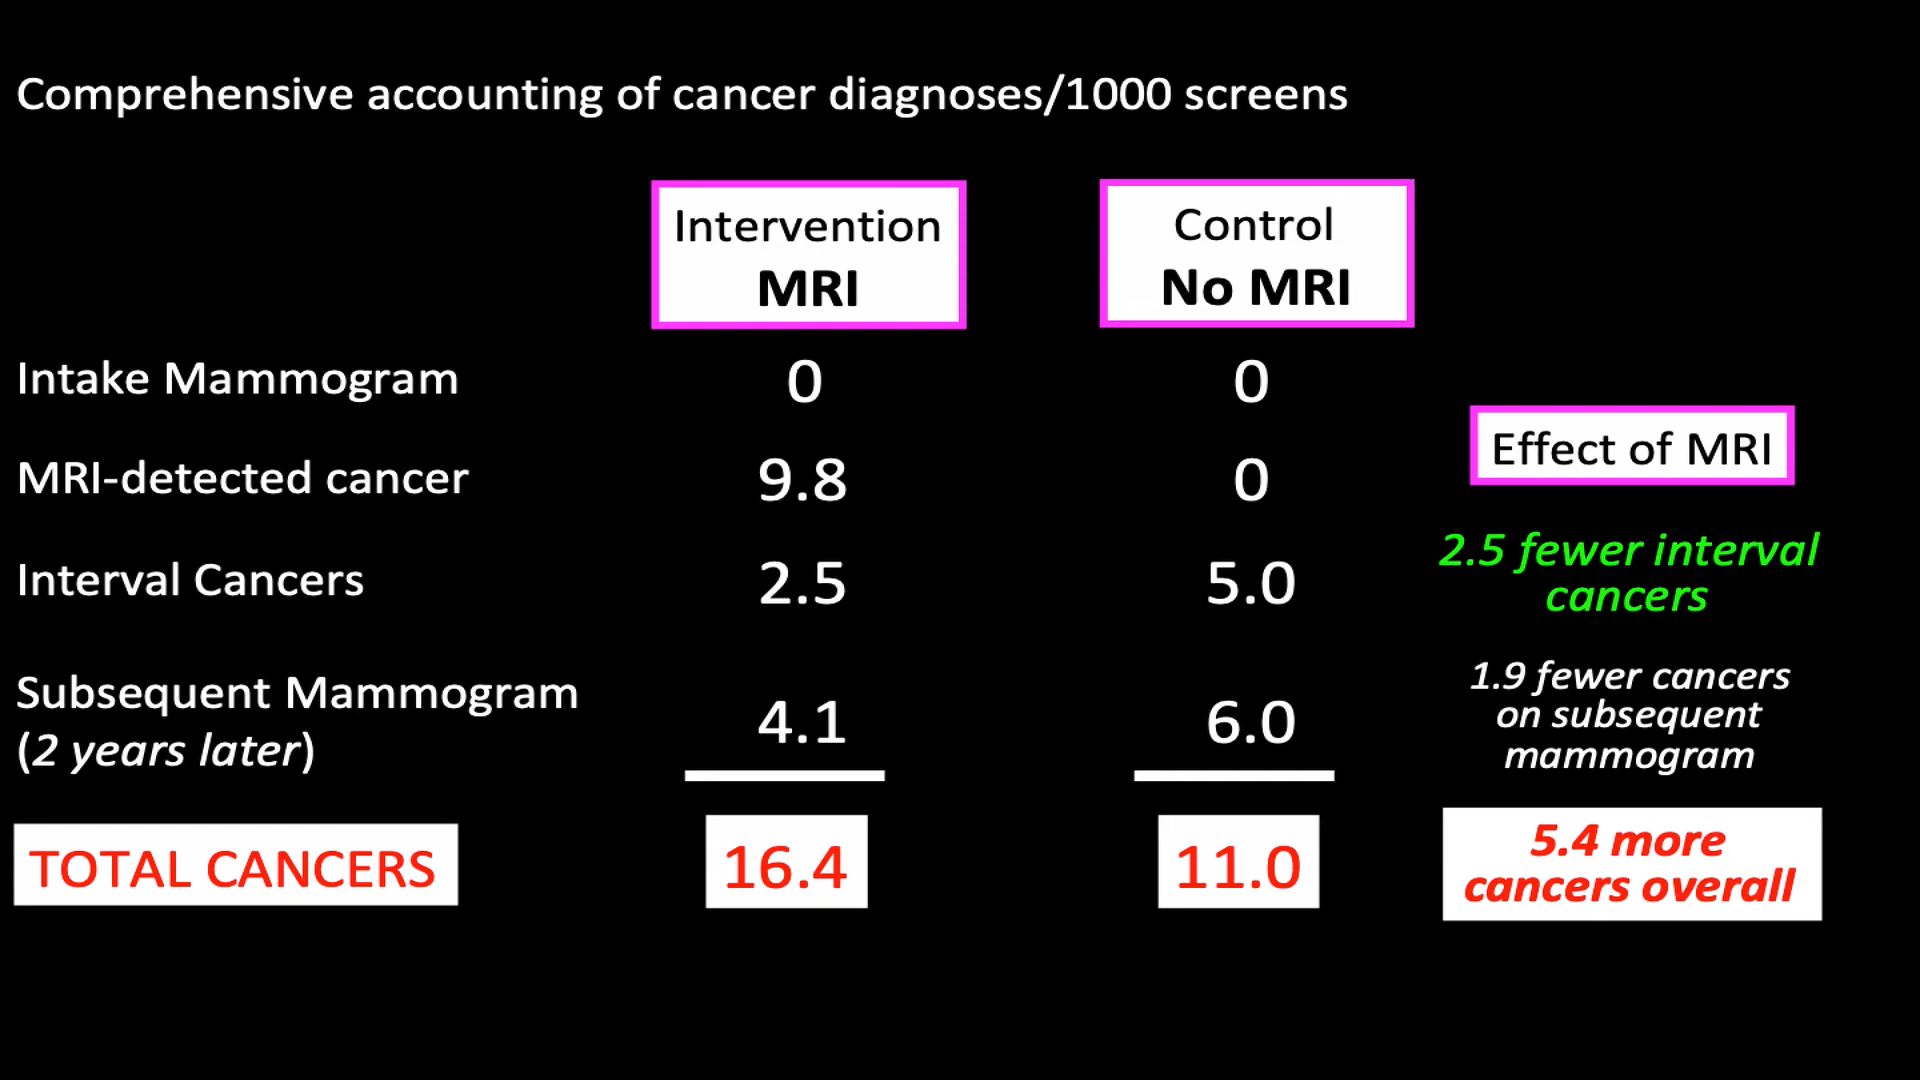 Comprehensive accounting of cancer diagnoses/1000 screens
Intervention
MRI
Control
No MRI
Intake Mammogram
0
0
Effect of MRI
MRI-detected cancer
9.8
0
Interval Cancers
2.5
5.0
2.5 fewer interval
cancers
Subsequent Mammogram
(2 years later)
4.1
6.0
1.9 fewer cancers
on subsequent
mammogram
TOTAL CANCERS
16.4
11.0
5.4 more
cancers overall